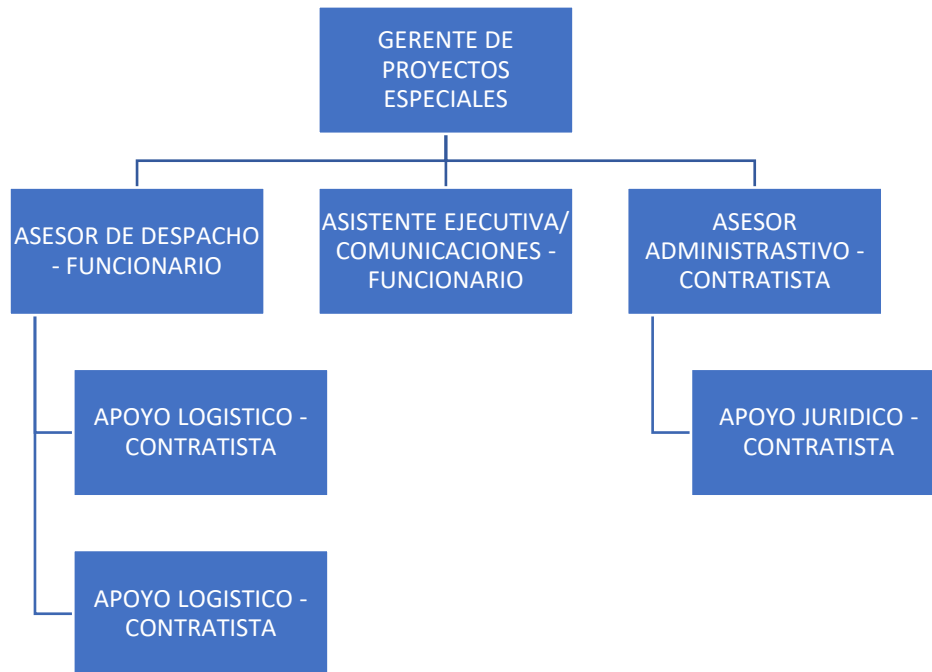 GERENTE DE
PROYECTOS
ESPECIALES
ASESOR DE DESPACHO
- FUNCIONARIO
ASISTENTE EJECUTIVA/
COMUNICACIONES -
FUNCIONARIO
ASESOR
ADMINISTRASTIVO -
CONTRATISTA
APOYO LOGISTICO -
CONTRATISTA
APOYO JURIDICO -
CONTRATISTA
APOYO LOGISTICO -
CONTRATISTA